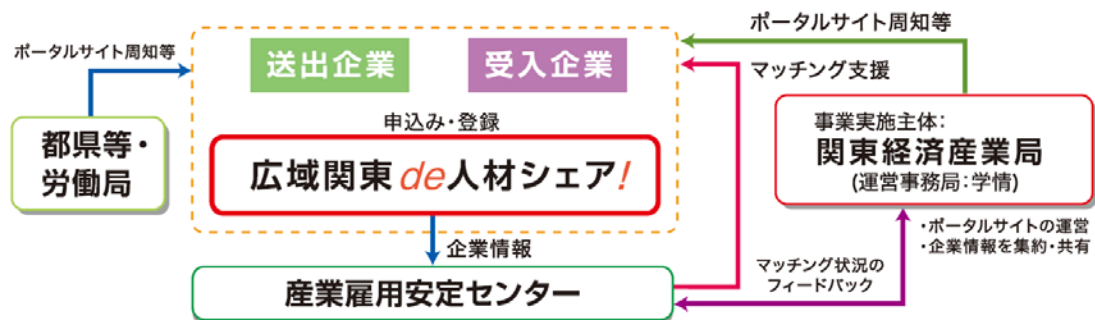 ポータルサイト周知等
都県等・
労働局
送出企業
受入企業
申込み・登録
広域関東de人材シェア!
企業情報
産業雇用安定センター
ポータルサイト周知等
マッチング支援
事業実施主体:
関東経済産業局
(運営事務局:学情)
・ポータルサイトの運営
・企業情報を集約・共有
マッチング状況の
フィードバック